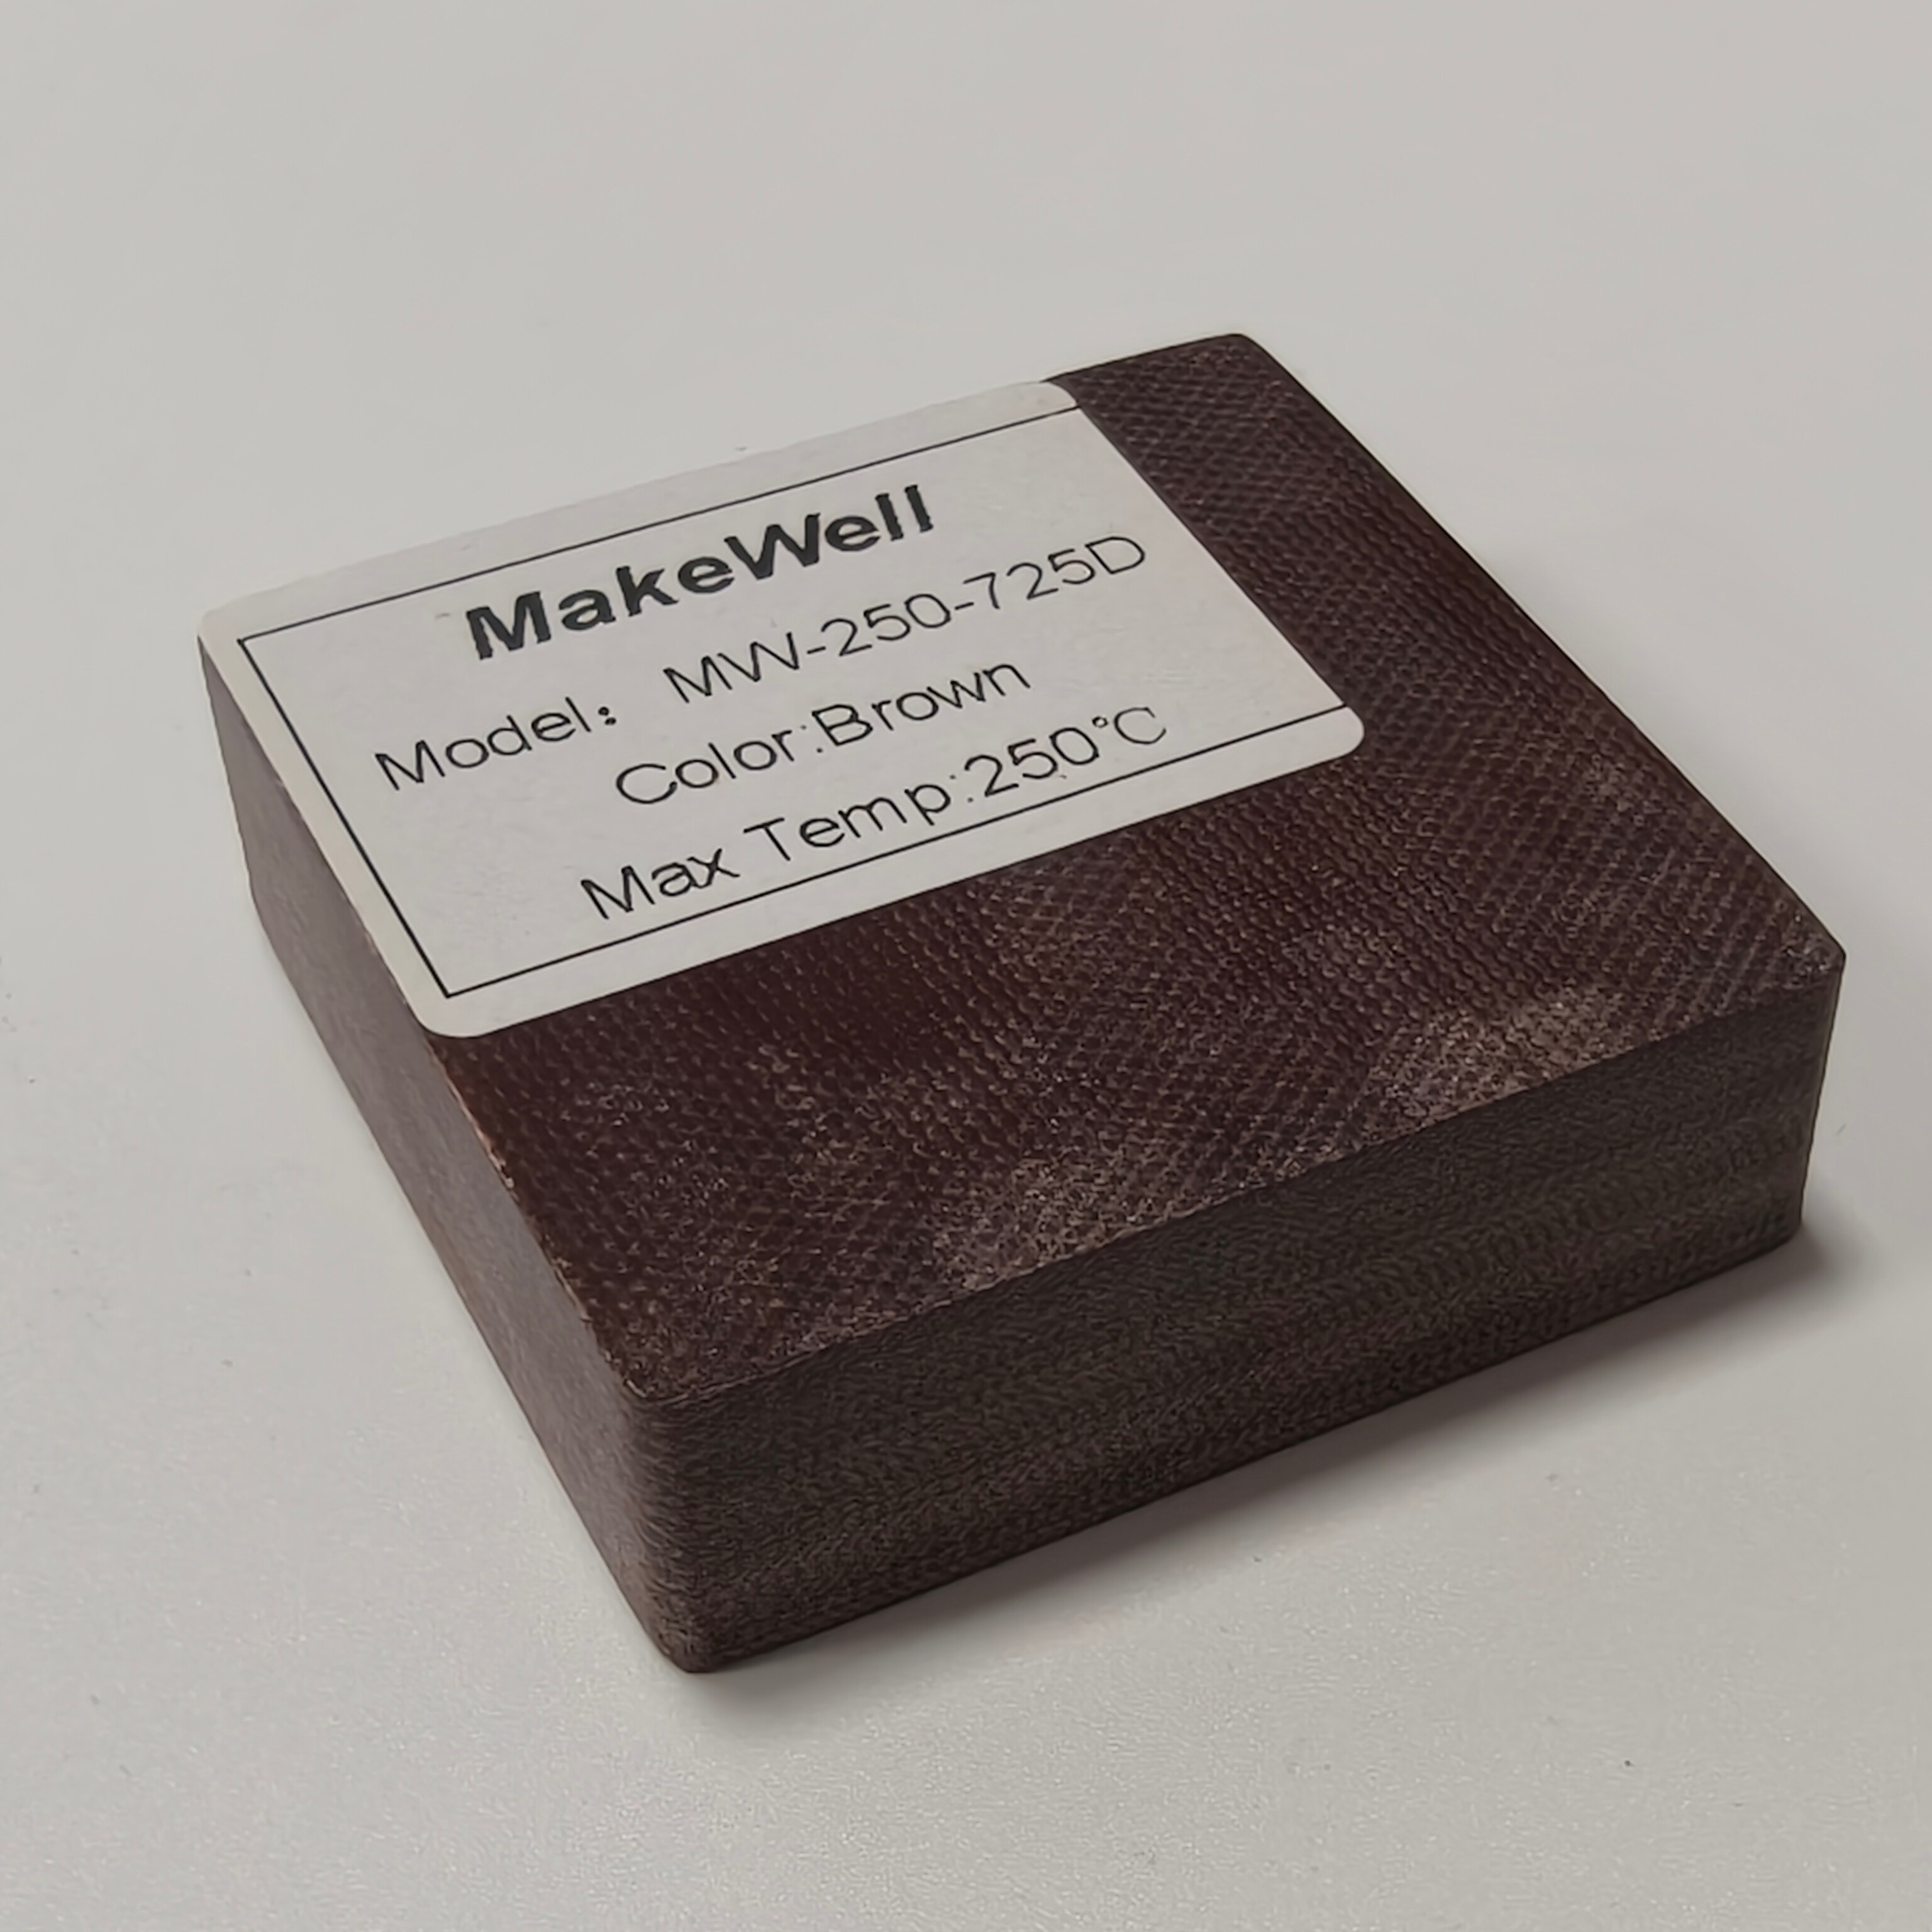 MakeWell
Model: MW-250-725D
Color:Brown
Max Temp:250℃